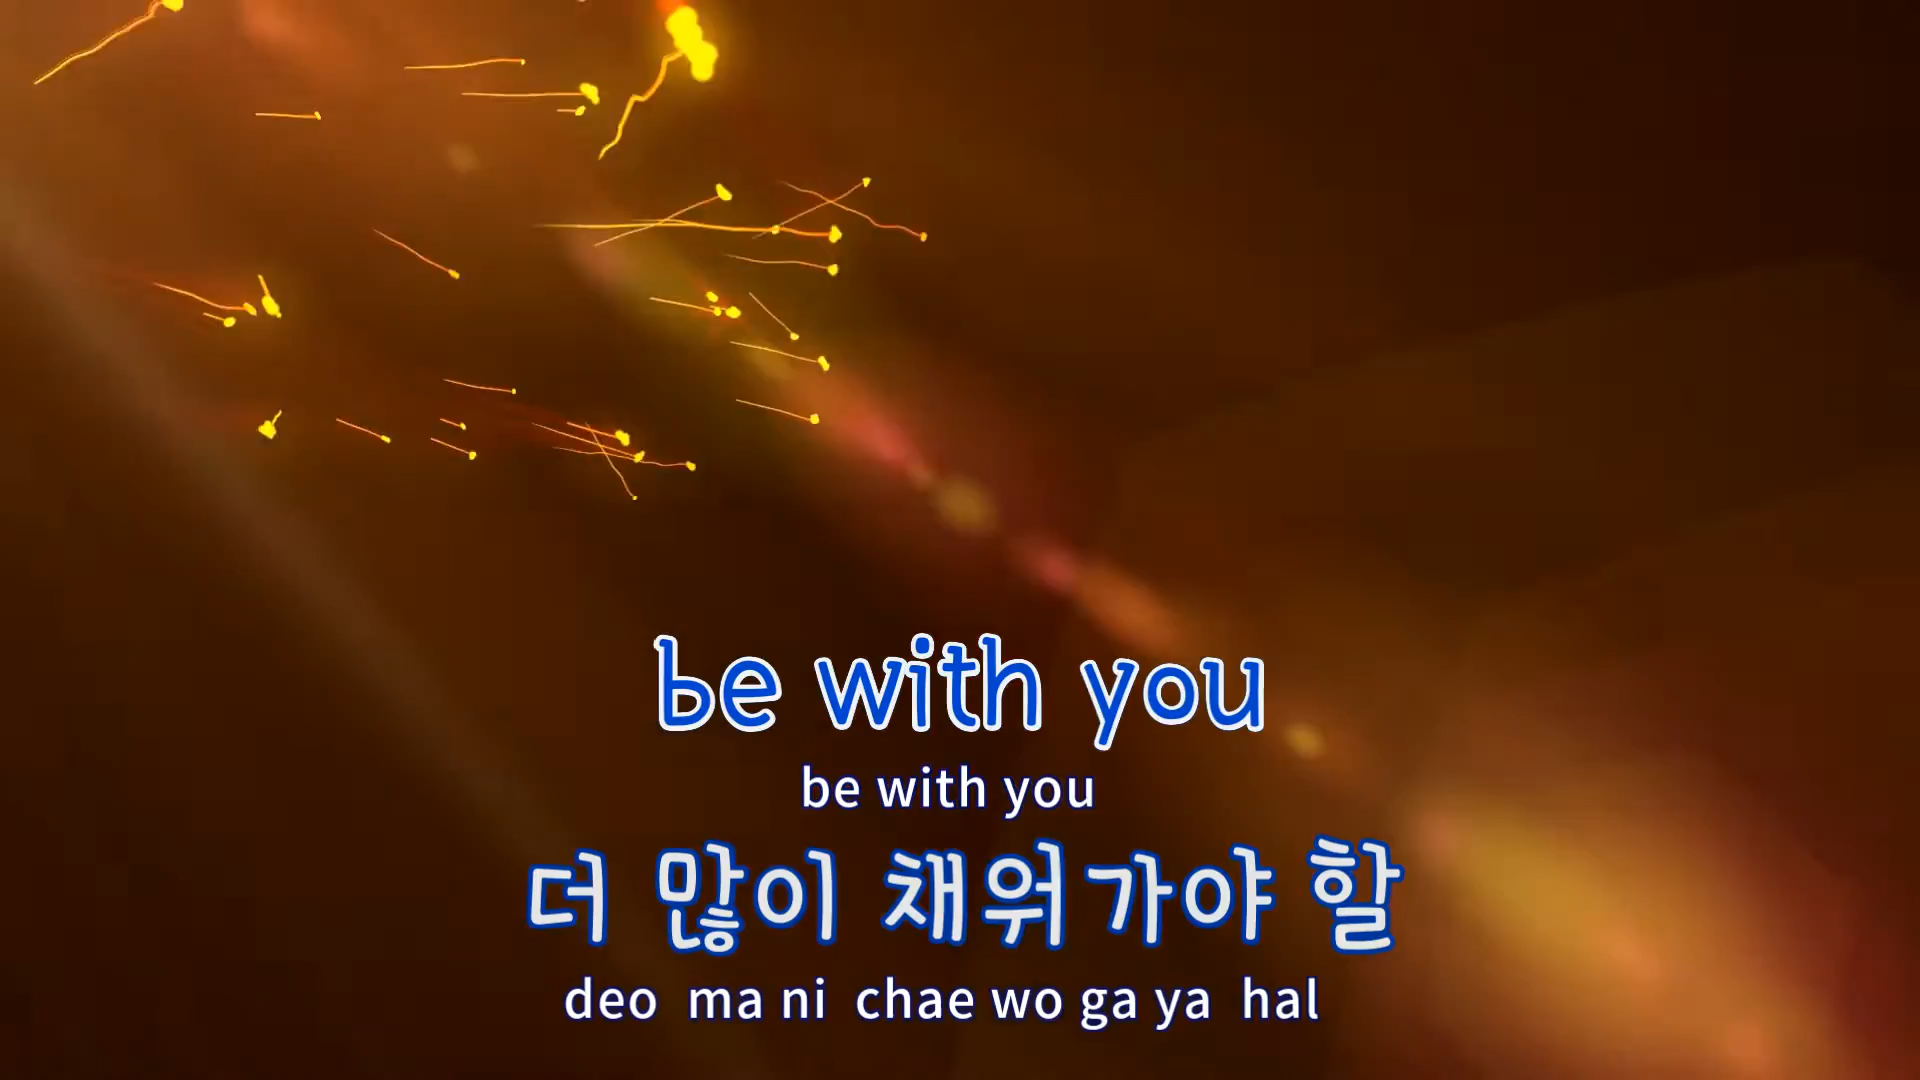 be with you
be with you
더 많이 채워가야 할
deo ma ni chae wo ga ya hal